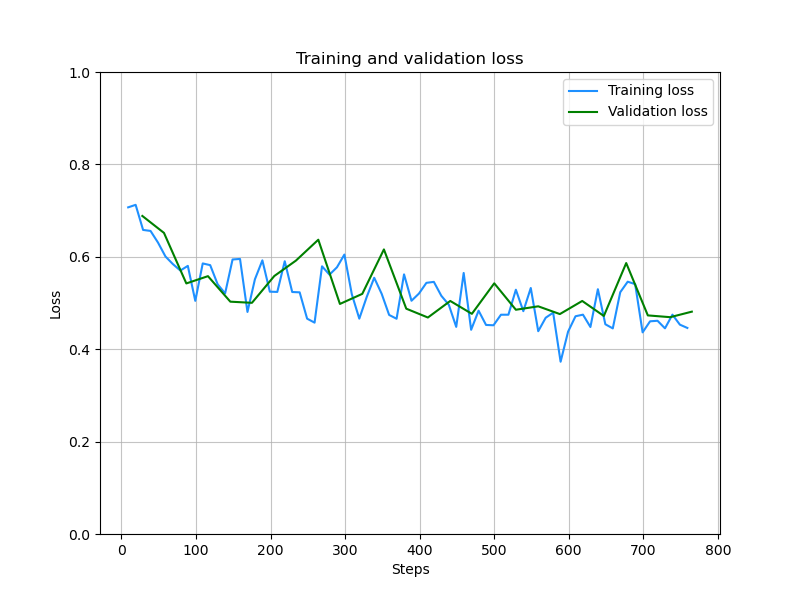 Training and validation loss
Training loss
Validation loss
1.0
0.8
0.6
0.4
0.2
0.0
Loss
0 100 200 300 400 500 600 700 800
Steps